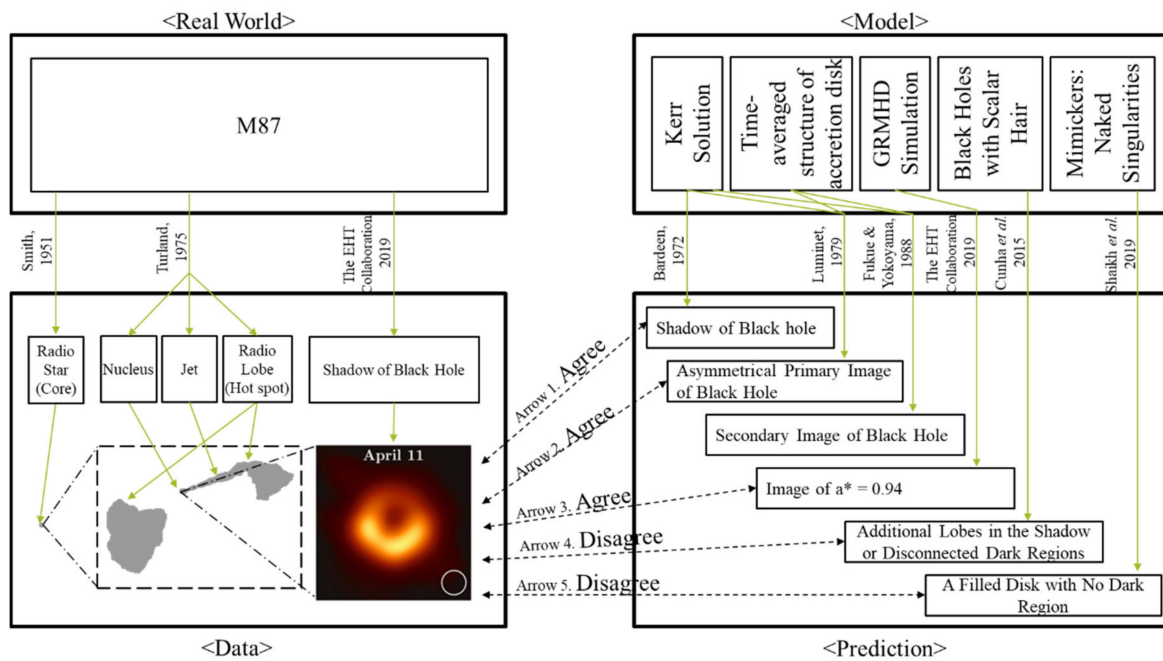 <Real World>
M87
Smith,
1951
Turland,
1975
The EHT
Collaboration
2019
Radio
Star
(Core)
Nucleus
Jet
Radio
Lobe
(Hot spot)
Shadow of Black Hole
April 11
<Data>
Arrow 1. Agree
Arrow 2. Agree
Arrow 3. Agree
Arrow 4. Disagree
Arrow 5. Disagree
<Model>
Kerr
Solution
Time-
averaged
structure of
accretion disk
GRMHD
Simulation
Black Holes
with Scalar
Hair
Mimickers:
Naked
Singularities
Bardeen,
1972
Luminet,
1979
Fukue &
Yokoyama,
1988
The EHT
Collaboration
2019
Cunha et al.
2015
Shaikh et al.
2019
Shadow of Black hole
Asymmetrical Primary Image
of Black Hole
Secondary Image of Black Hole
Image of a* = 0.94
Additional Lobes in the Shadow
or Disconnected Dark Regions
A Filled Disk with No Dark
Region
<Prediction>